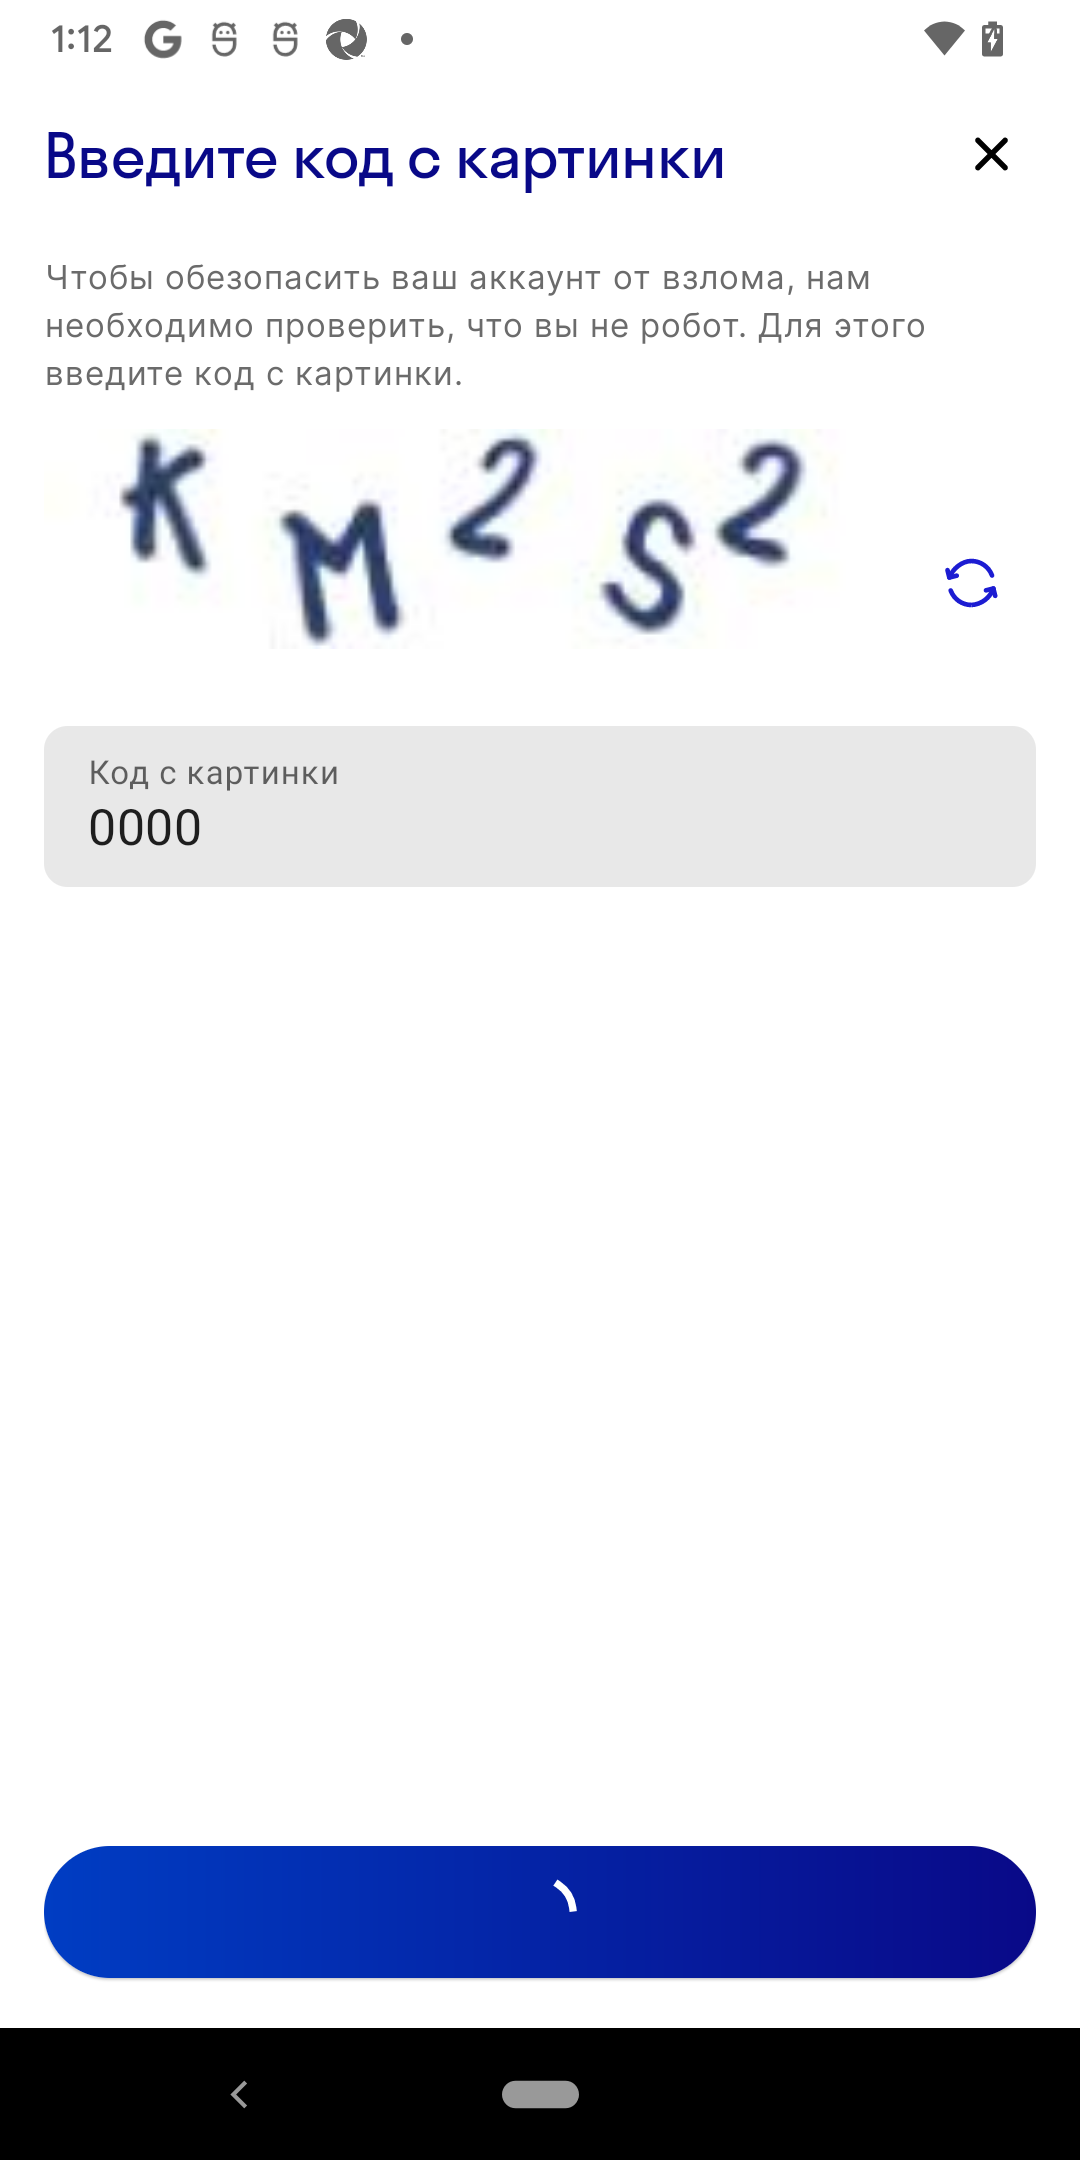 1:12
Введите код с картинки
Чтобы обезопасить ваш аккаунт от взлома, нам
необходимо проверить, что вы не робот. Для этого
введите код с картинки.
K M 2 S 2
Код с картинки
0000